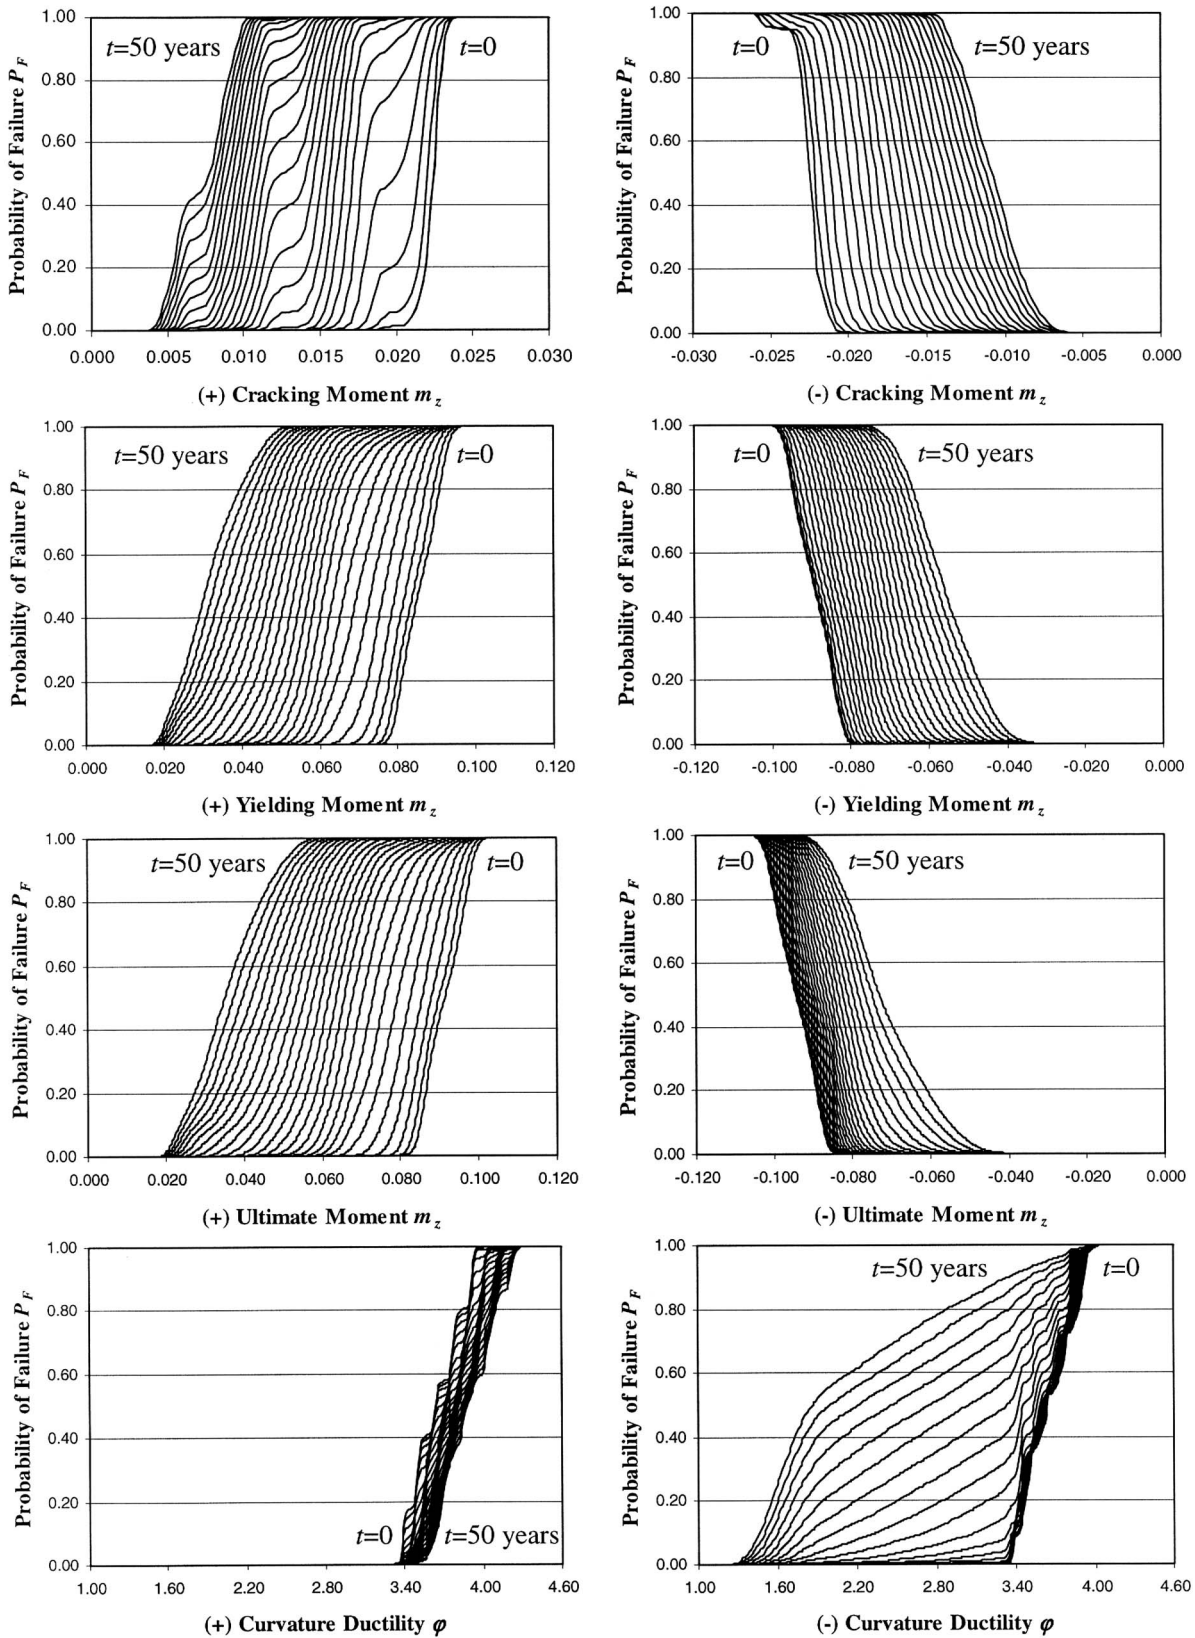 Probability of Failure P_F
1.00
0.80
0.60
0.40
0.20
0.00
t=50 years
t=0
0.000 0.005 0.010 0.015 0.020 0.025 0.030
(+) Cracking Moment m_z
Probability of Failure P_F
1.00
0.80
0.60
0.40
0.20
0.00
t=0
t=50 years
-0.030 -0.025 -0.020 -0.015 -0.010 -0.005 0.000
(-) Cracking Moment m_z
Probability of Failure P_F
1.00
0.80
0.60
0.40
0.20
0.00
t=50 years
t=0
0.000 0.020 0.040 0.060 0.080 0.100 0.120
(+) Yielding Moment m_z
Probability of Failure P_F
1.00
0.80
0.60
0.40
0.20
0.00
t=0
t=50 years
-0.120 -0.100 -0.080 -0.060 -0.040 -0.020 0.000
(-) Yielding Moment m_z
Probability of Failure P_F
1.00
0.80
0.60
0.40
0.20
0.00
t=50 years
t=0
0.000 0.020 0.040 0.060 0.080 0.100 0.120
(+) Ultimate Moment m_z
Probability of Failure P_F
1.00
0.80
0.60
0.40
0.20
0.00
t=0
t=50 years
-0.120 -0.100 -0.080 -0.060 -0.040 -0.020 0.000
(-) Ultimate Moment m_z
Probability of Failure P_F
1.00
0.80
0.60
0.40
0.20
0.00
t=0
t=50 years
1.00 1.60 2.20 2.80 3.40 4.00 4.60
(+) Curvature Ductility φ
Probability of Failure P_F
1.00
0.80
0.60
0.40
0.20
0.00
t=50 years
t=0
1.00 1.60 2.20 2.80 3.40 4.00 4.60
(-) Curvature Ductility φ